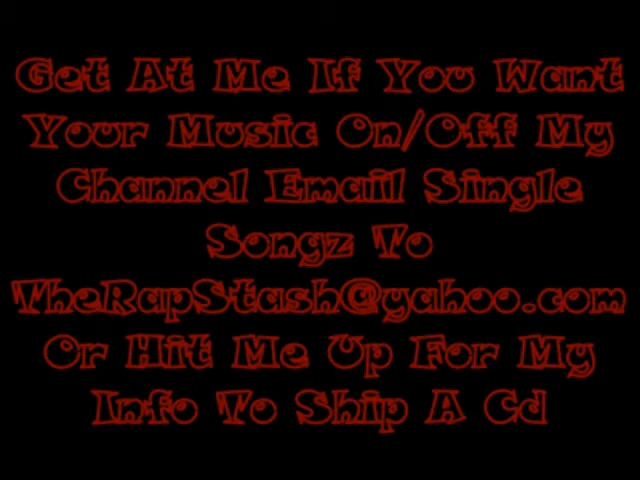 Get At Me If You Want
Your Music On/Off My
Channel Email Single
Songz To
TheRapStash@yahoo.com
Or Hit Me Up For My
Info To Ship A Cd